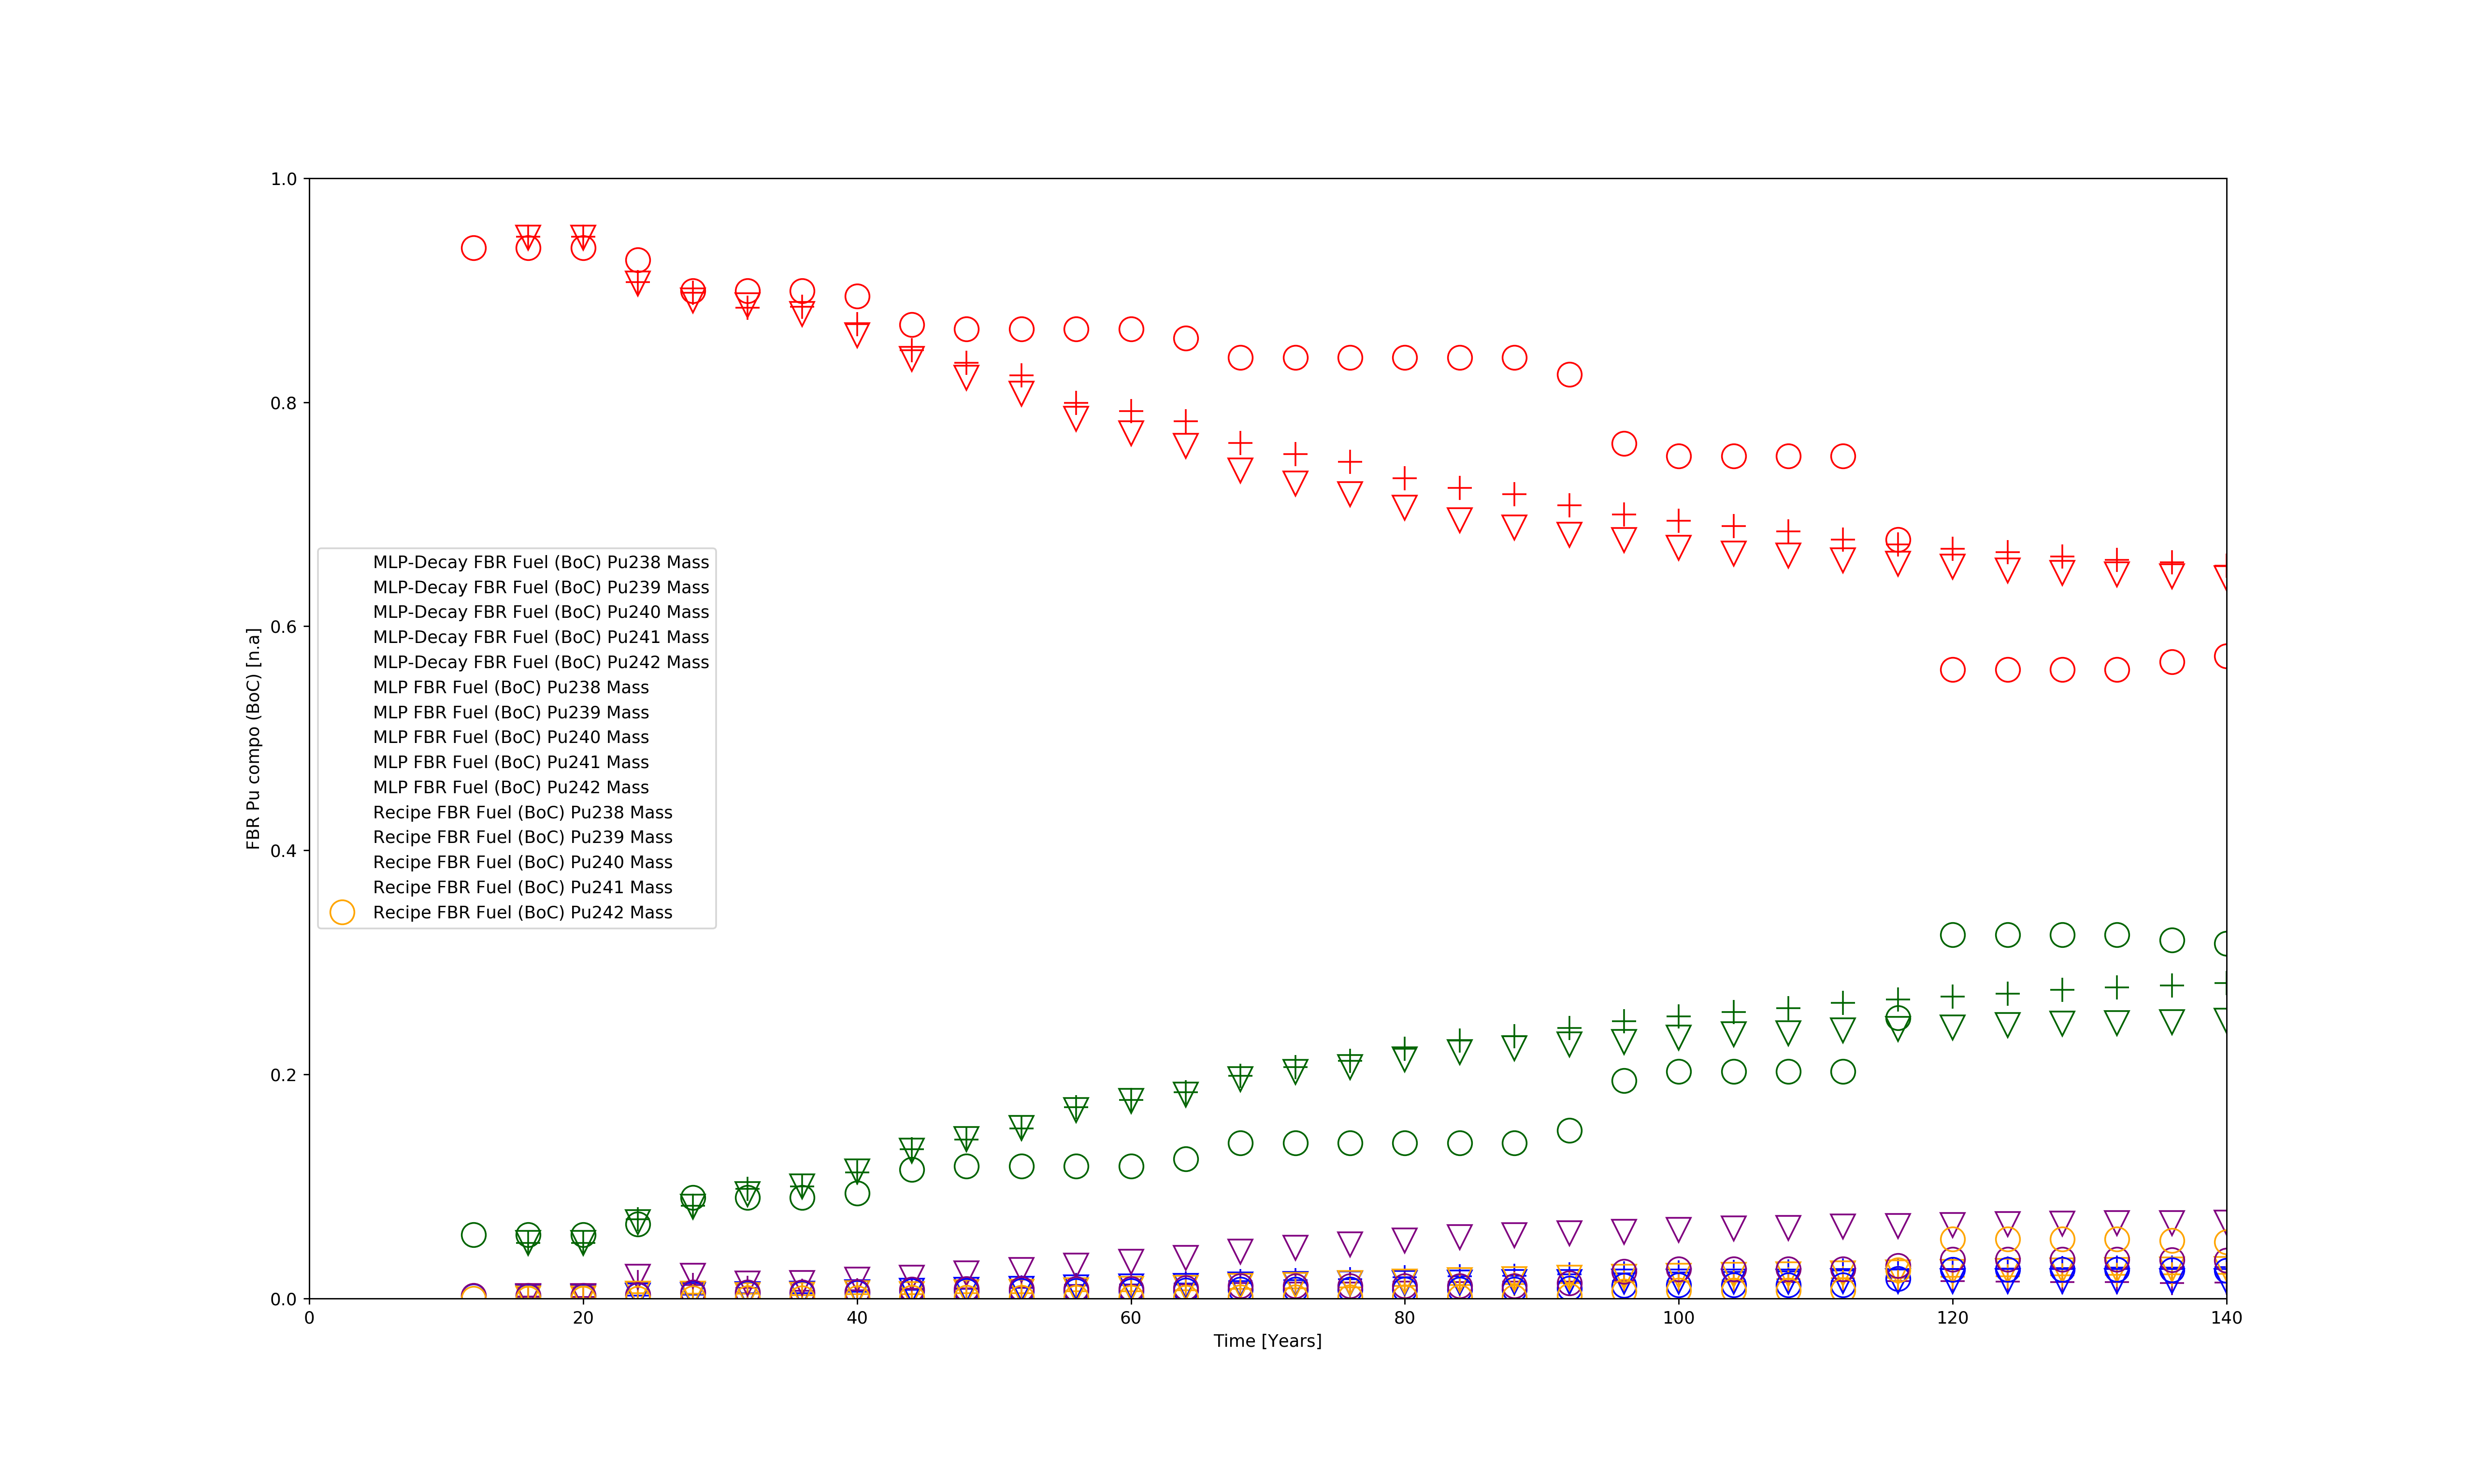 1.0
0.8
0.6
0.4
0.2
0.0
FBR Pu compo (BoC) [n.a]
MLP-Decay FBR Fuel (BoC) Pu238 Mass
MLP-Decay FBR Fuel (BoC) Pu239 Mass
MLP-Decay FBR Fuel (BoC) Pu240 Mass
MLP-Decay FBR Fuel (BoC) Pu241 Mass
MLP-Decay FBR Fuel (BoC) Pu242 Mass
MLP FBR Fuel (BoC) Pu238 Mass
MLP FBR Fuel (BoC) Pu239 Mass
MLP FBR Fuel (BoC) Pu240 Mass
MLP FBR Fuel (BoC) Pu241 Mass
MLP FBR Fuel (BoC) Pu242 Mass
Recipe FBR Fuel (BoC) Pu238 Mass
Recipe FBR Fuel (BoC) Pu239 Mass
Recipe FBR Fuel (BoC) Pu240 Mass
Recipe FBR Fuel (BoC) Pu241 Mass
Recipe FBR Fuel (BoC) Pu242 Mass
0 20 40 60 80 100 120 140
Time [Years]